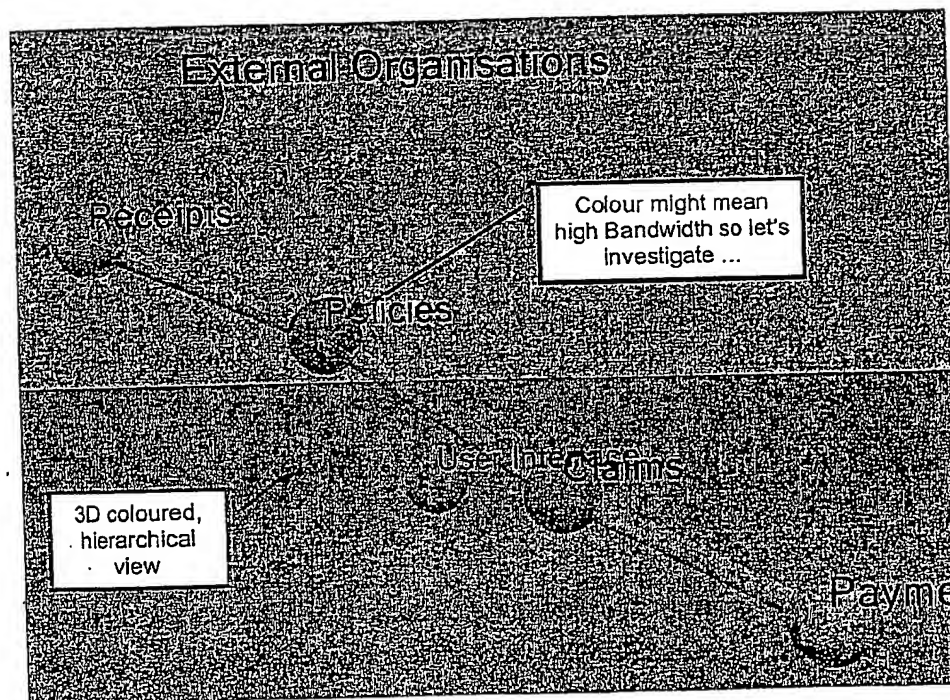 External Organisations
Receipts
Colour might mean
high Bandwidth so let's
investigate ...
Policies
User Interface
Claims
3D coloured,
hierarchical
view
Payme